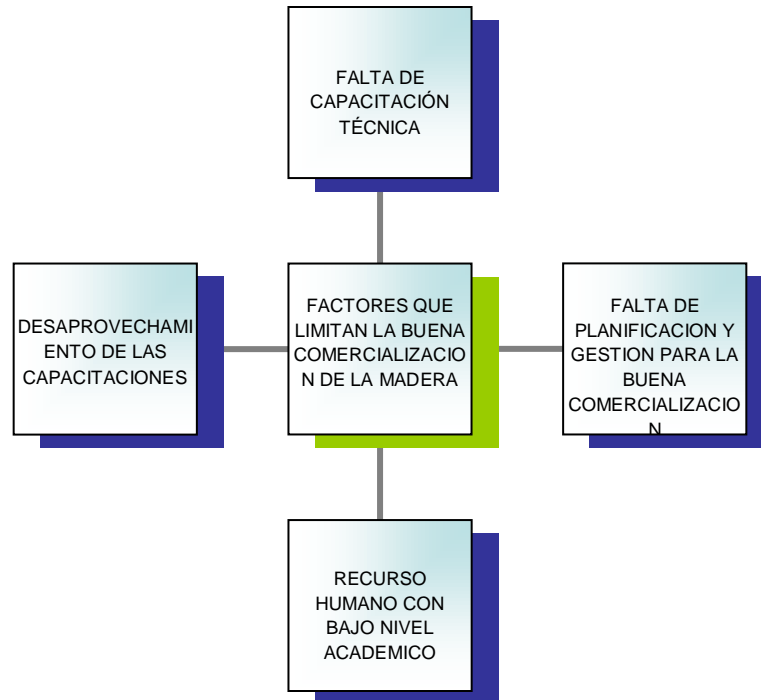 FALTA DE
CAPACITACIÓN
TÉCNICA
DESAPROVECHAMI
ENTO DE LAS
CAPACITACIONES
FACTORES QUE
LIMITAN LA BUENA
COMERCIALIZACIO
N DE LA MADERA
FALTA DE
PLANIFICACION Y
GESTION PARA LA
BUENA
COMERCIALIZACIO
N
RECURSO
HUMANO CON
BAJO NIVEL
ACADEMICO